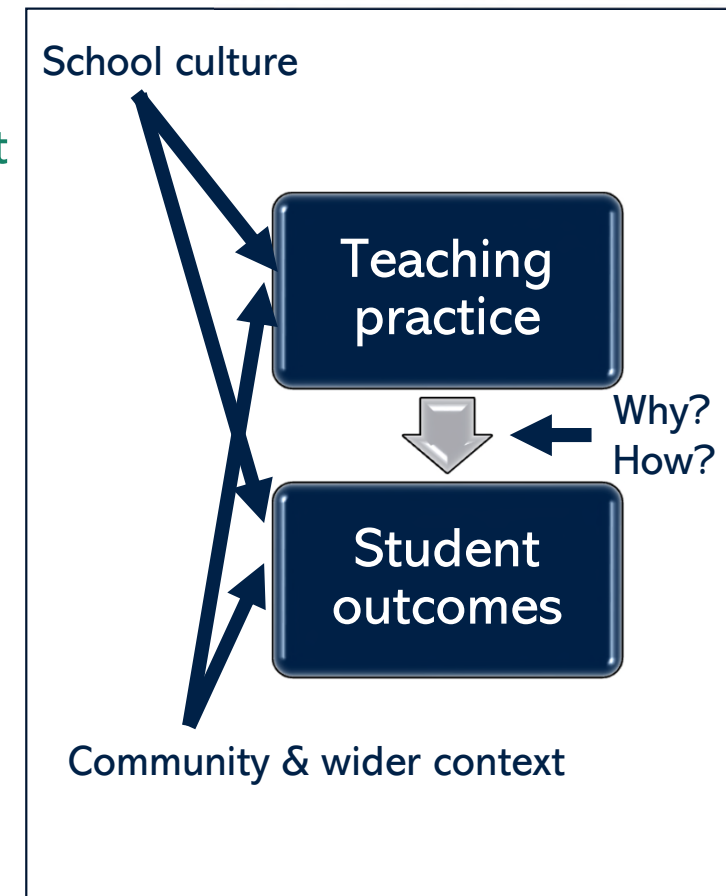 School culture
t
Teaching
practice
Why?
How?
Student
outcomes
Community & wider context